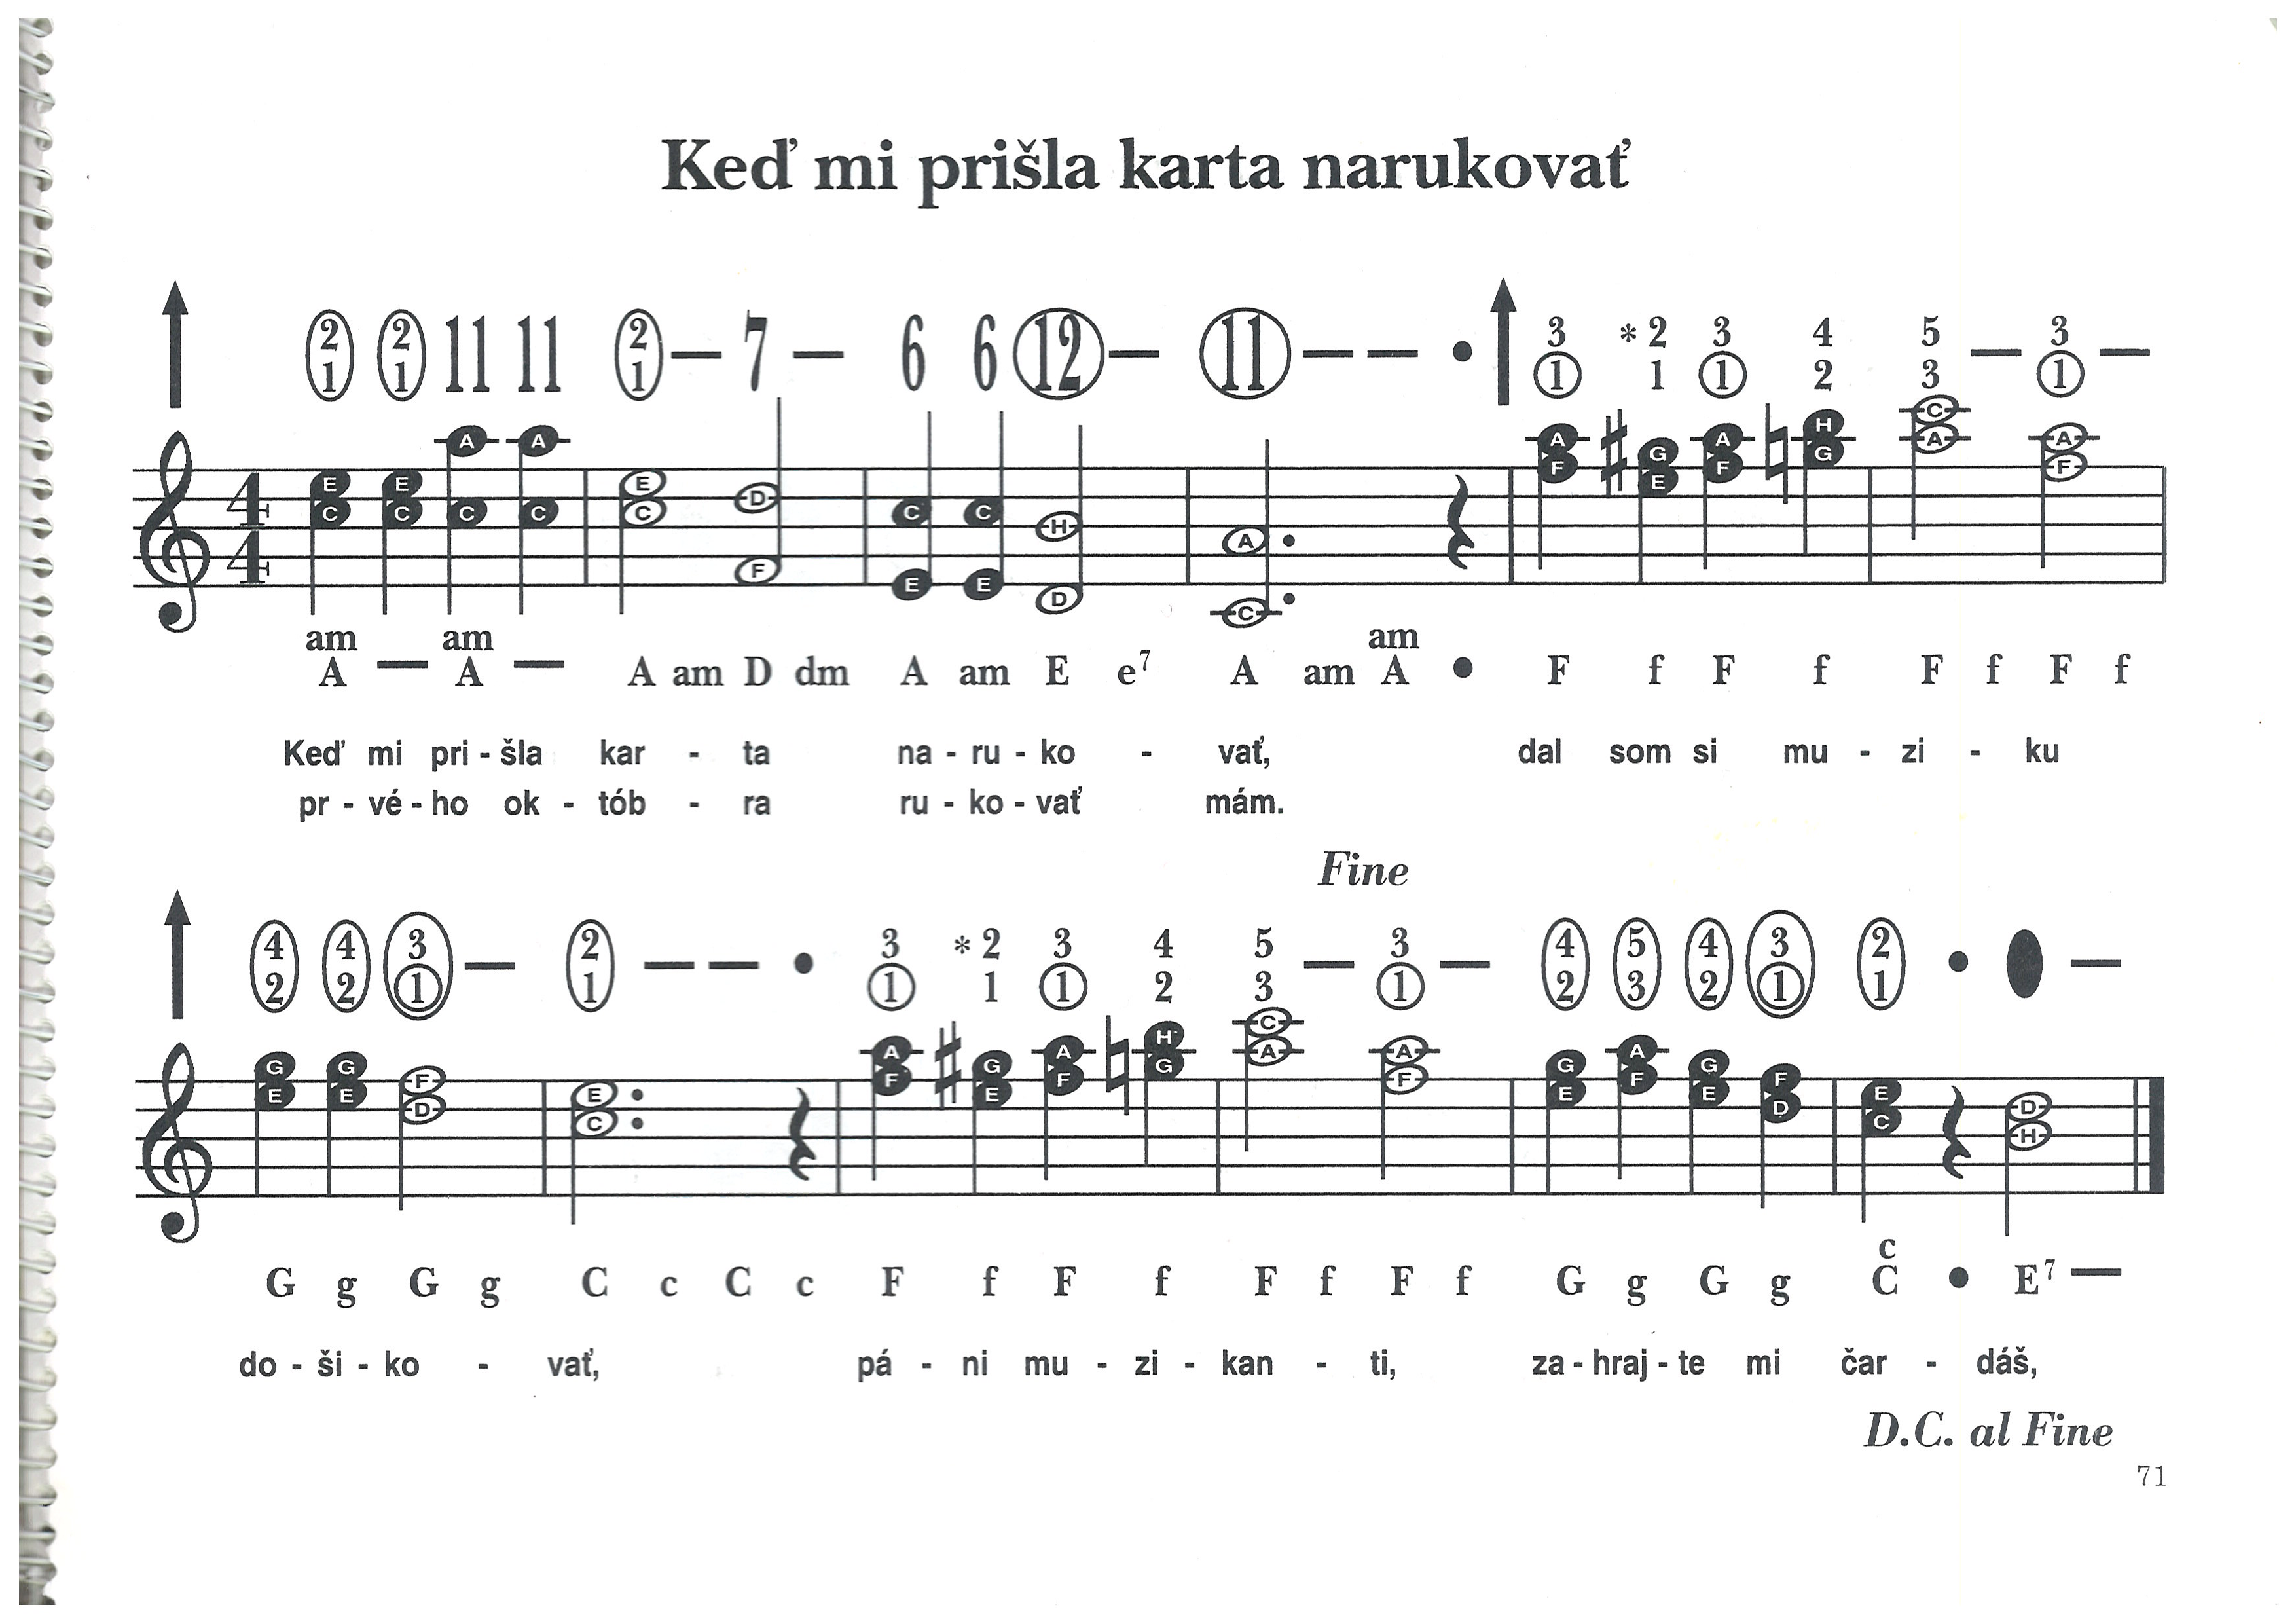 Keď mi prišla karta narukovať
2 2 11 11 2 — 7 — 6 6 12 — 11 — — • 3 * 2 3 4 5 — 3 —
1 1 1 1 1 1 2 3 1
A A A H C A
E E E D C C H A F G F G A F
C C C C C F E E D C E
4
4
am am am
A — A — A am D dm A am E e⁷ A am A • F f F f F f F f
Keď mi pri - šla kar - ta na - ru - ko - vať, dal som si mu - zi - ku
pr - vé - ho ok - tób - ra ru - ko - vať mám.
Fine
4 4 3 — 2 — — • 3 * 2 3 4 5 — 3 — 4 5 4 3 2 • —
2 2 1 1 1 1 1 2 3 1 2 3 2 1 1
G G F E A G A H C A G A G F E D
E E D C F E F G A F E F E D C H
c
G g G g C c C c F f F f F f F f G g G g C • E⁷ —
do - ši - ko - vať, pá - ni mu - zi - kan - ti, za - hraj - te mi čar - dáš,
D.C. al Fine
71